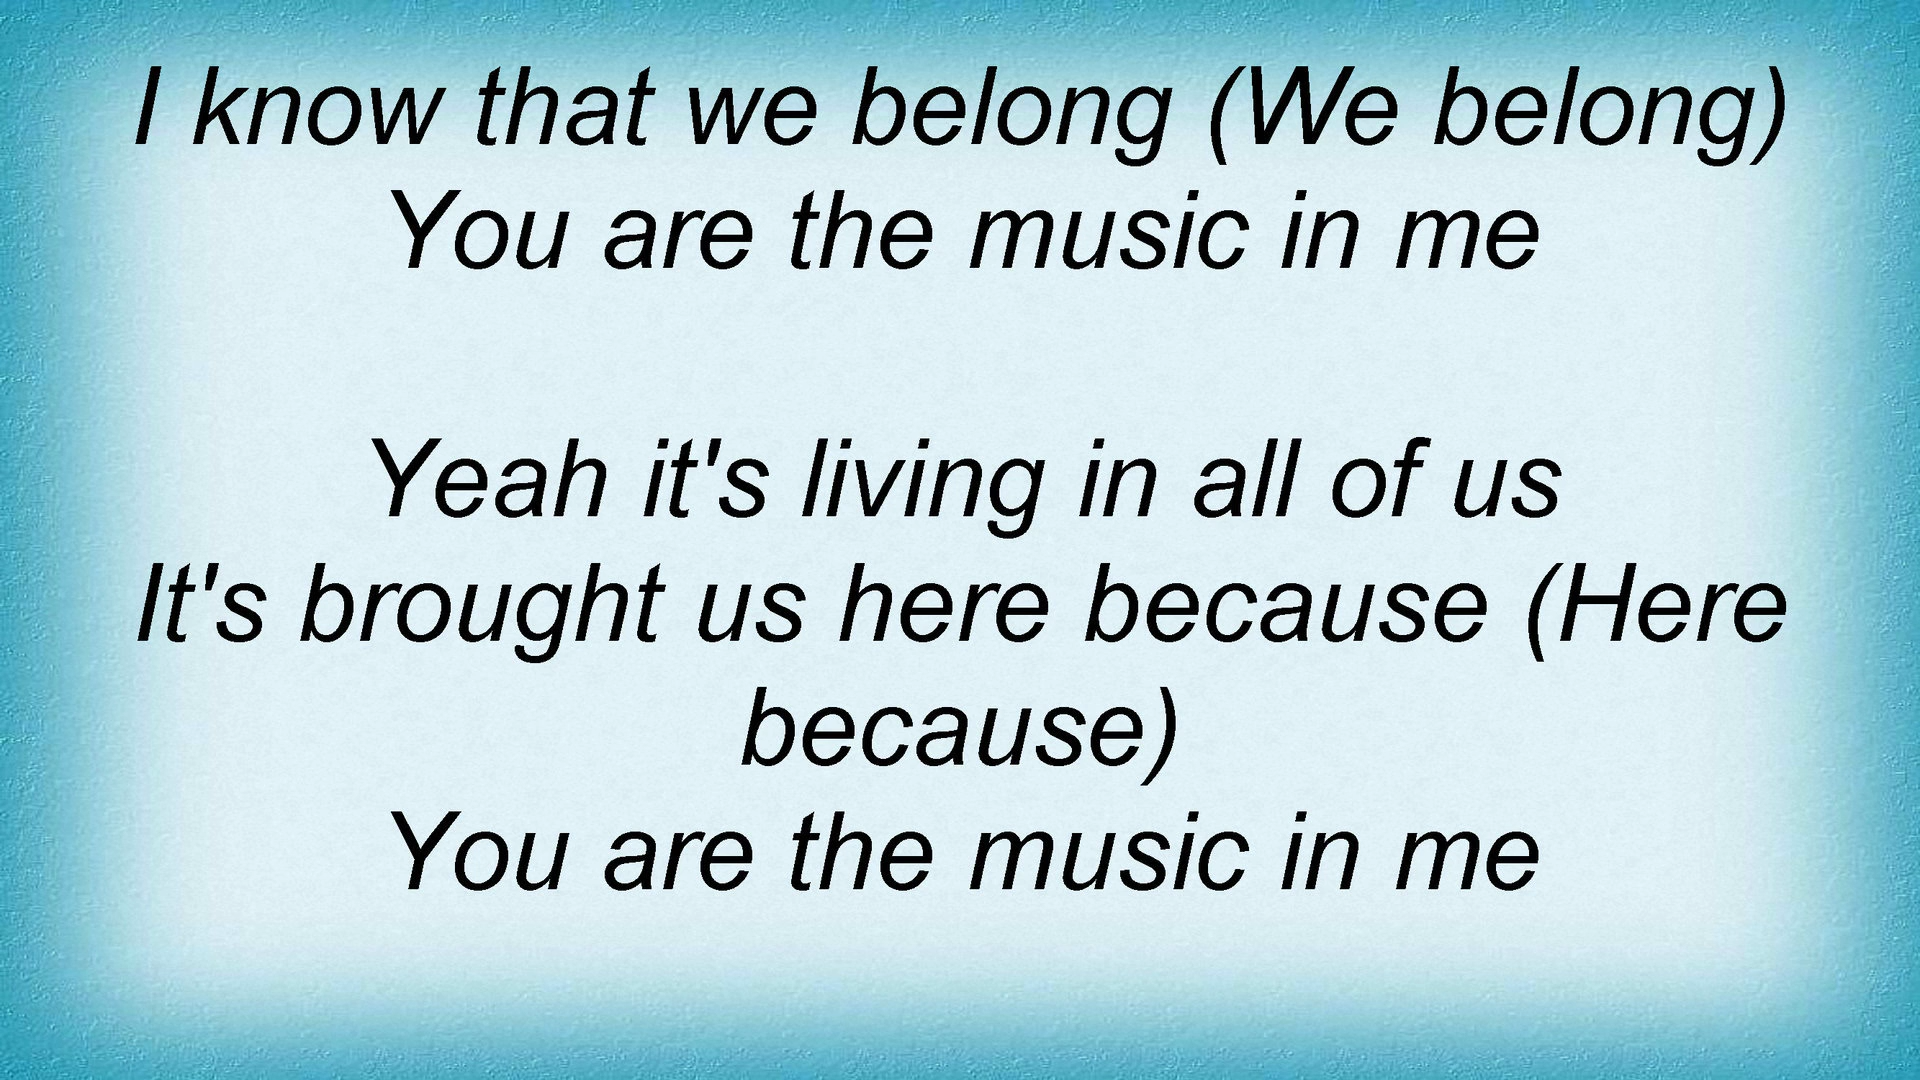 I know that we belong (We belong)
You are the music in me
Yeah it's living in all of us
It's brought us here because (Here
because)
You are the music in me